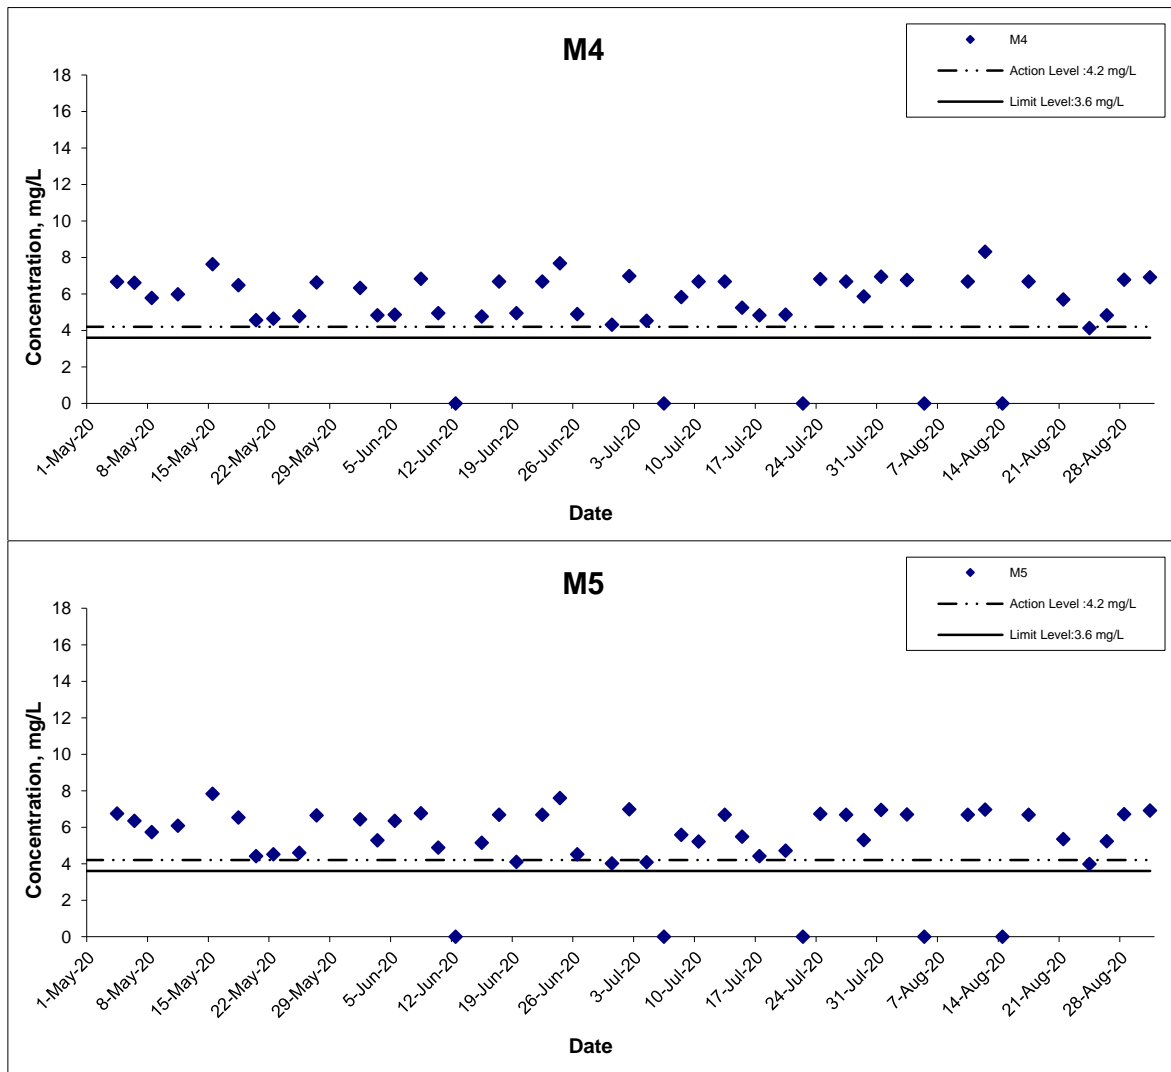 M4
M4
Action Level :4.2 mg/L
Limit Level:3.6 mg/L
18
16
14
12
10
8
6
4
2
0
Concentration, mg/L
1-May-20
8-May-20
15-May-20
22-May-20
29-May-20
5-Jun-20
12-Jun-20
19-Jun-20
26-Jun-20
3-Jul-20
10-Jul-20
17-Jul-20
24-Jul-20
31-Jul-20
7-Aug-20
14-Aug-20
21-Aug-20
28-Aug-20
Date
M5
M5
Action Level :4.2 mg/L
Limit Level:3.6 mg/L
18
16
14
12
10
8
6
4
2
0
Concentration, mg/L
1-May-20
8-May-20
15-May-20
22-May-20
29-May-20
5-Jun-20
12-Jun-20
19-Jun-20
26-Jun-20
3-Jul-20
10-Jul-20
17-Jul-20
24-Jul-20
31-Jul-20
7-Aug-20
14-Aug-20
21-Aug-20
28-Aug-20
Date